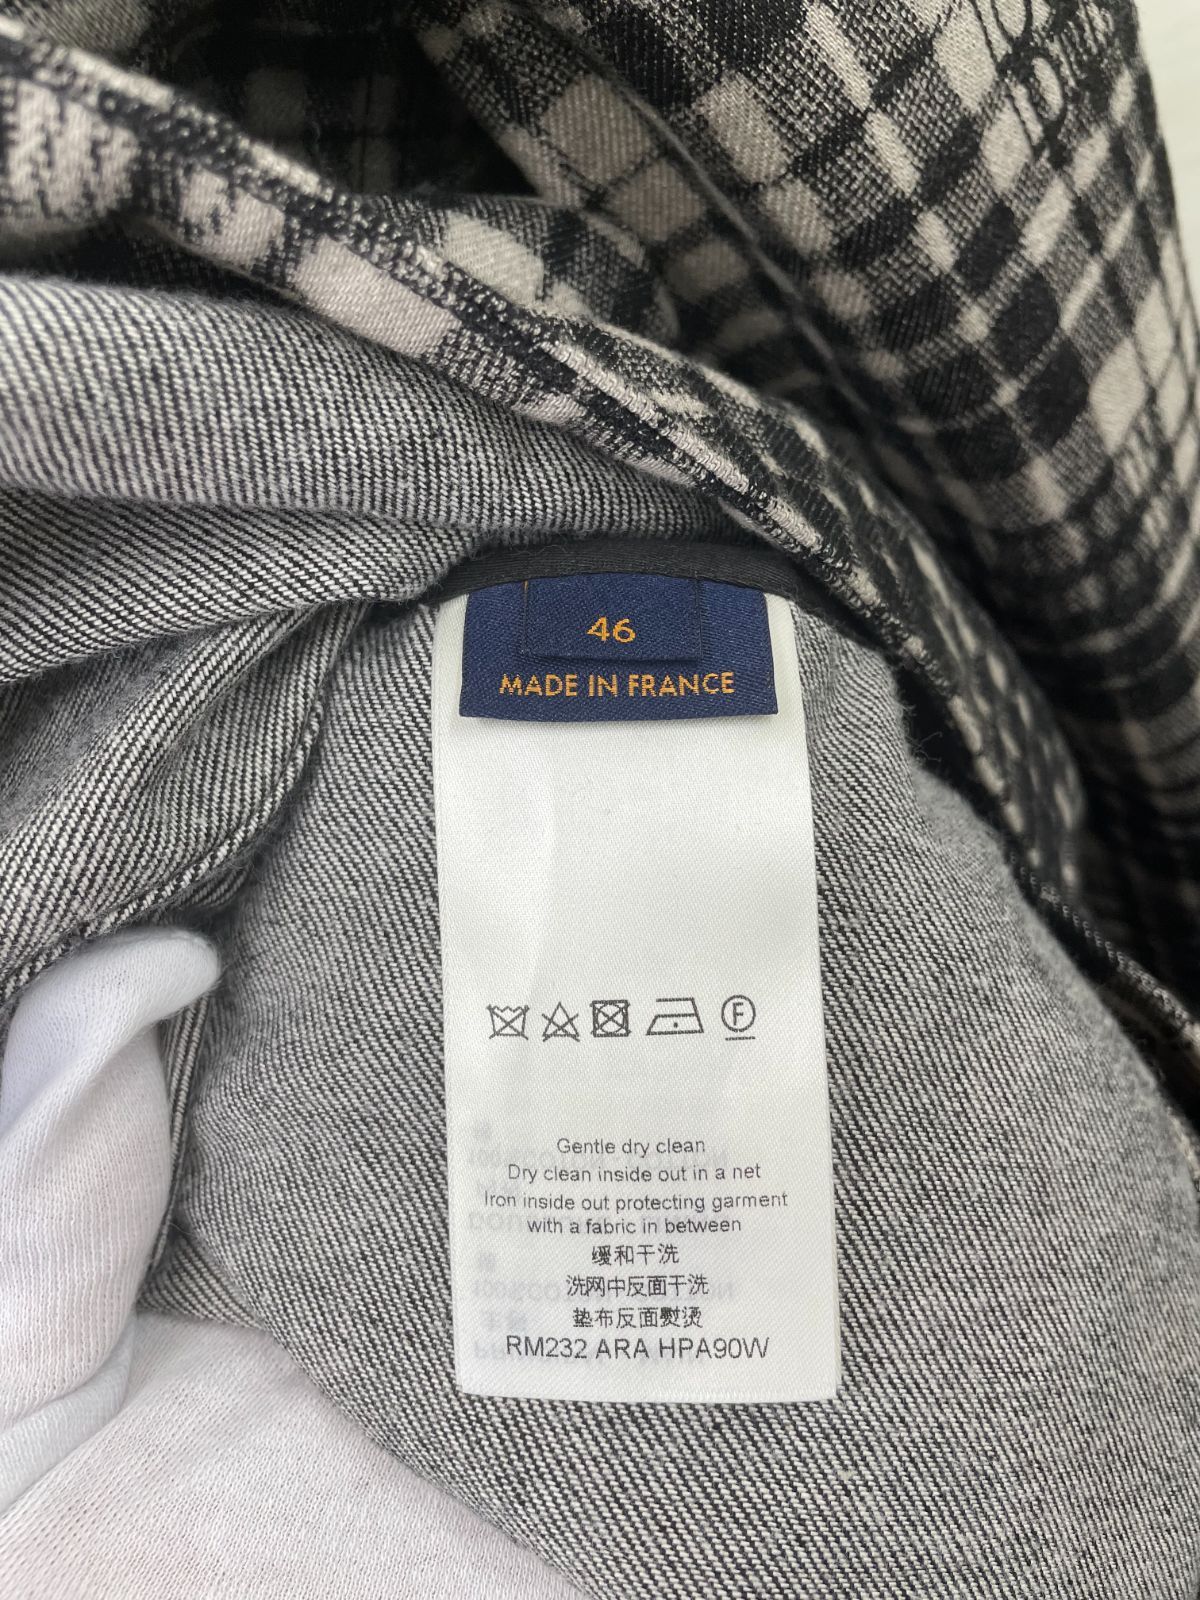 46
MADE IN FRANCE
F
Gentle dry clean
Dry clean inside out in a net
Iron inside out protecting garment
with a fabric in between
缓和干洗
洗网中反面干洗
垫布反面熨烫
RM232 ARA HPA90W